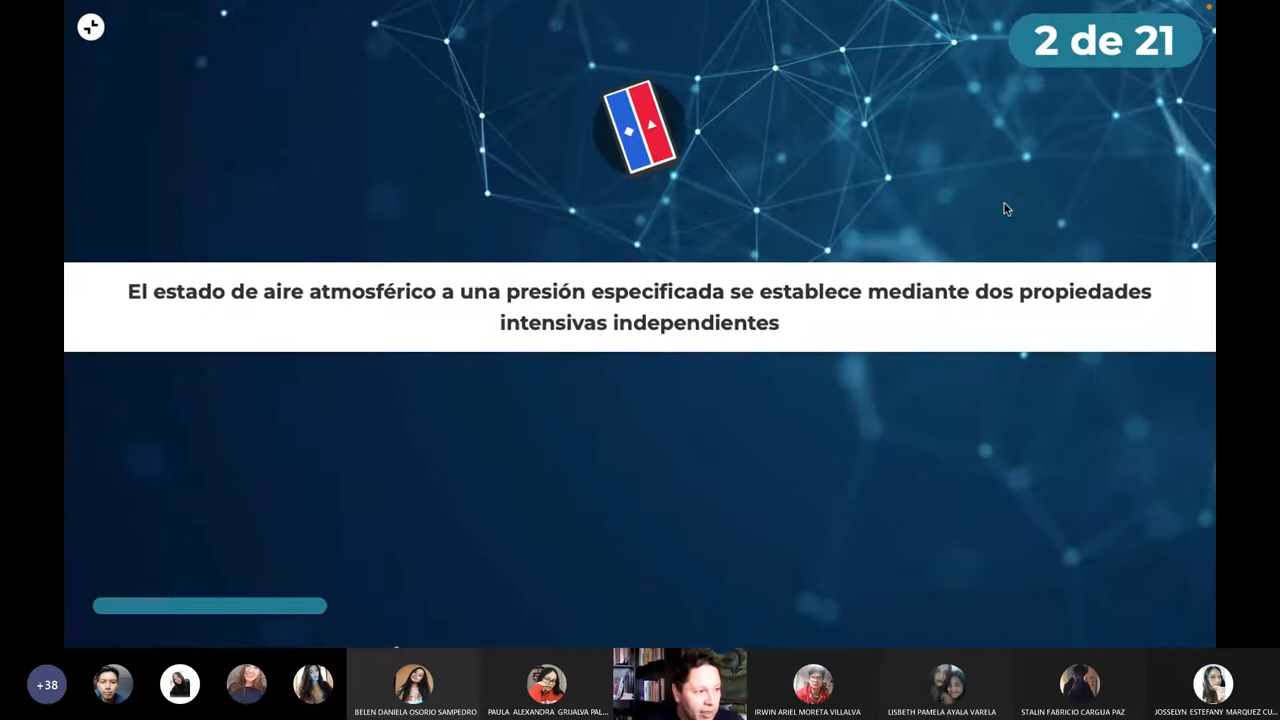 2 de 21
El estado de aire atmosférico a una presión especificada se establece mediante dos propiedades
intensivas independientes
+38
BELEN DANIELA OSORIO SAMPEDRO
PAULA ALEXANDRA GRIJALVA PAL...
IRWIN ARIEL MORETA VILLALVA
LISBETH PAMELA AYALA VARELA
STALIN FABRICIO CARGUA PAZ
JOSSELYN ESTEFANY MARQUEZ CU...